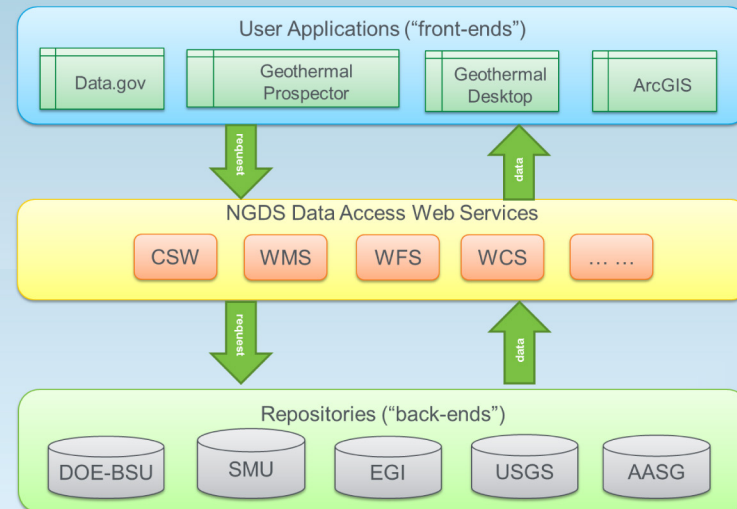 User Applications (“front-ends”)
Data.gov
Geothermal
Prospector
Geothermal
Desktop
ArcGIS
request
data
NGDS Data Access Web Services
CSW
WMS
WFS
WCS
… …
request
data
Repositories (“back-ends”)
DOE-BSU
SMU
EGI
USGS
AASG